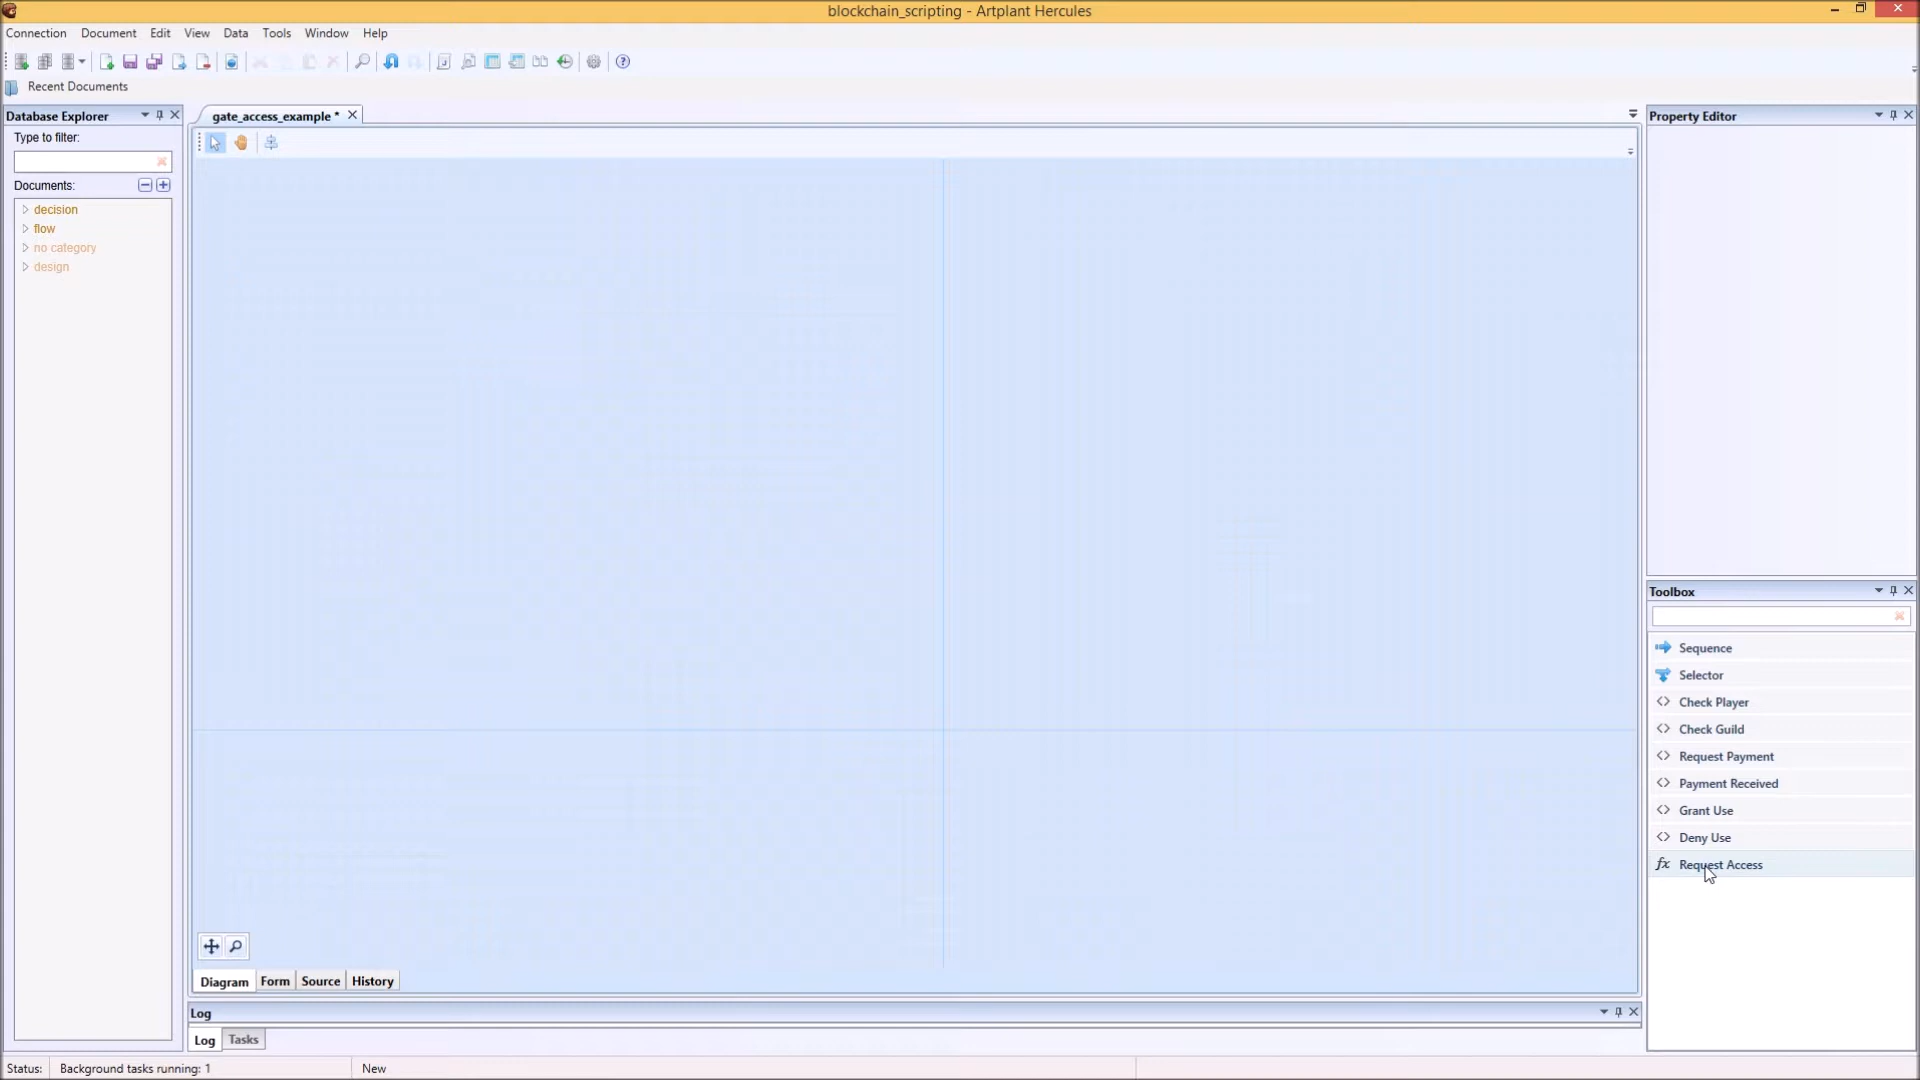 blockchain_scripting - Artplant Hercules
Connection Document Edit View Data Tools Window Help
Recent Documents
Database Explorer
Type to filter:
Documents:
decision
flow
no category
design
gate_access_example *
Diagram Form Source History
Log
Log Tasks
Property Editor
Toolbox
Sequence
Selector
Check Player
Check Guild
Request Payment
Payment Received
Grant Use
Deny Use
fx Request Access
Status: Background tasks running: 1 New